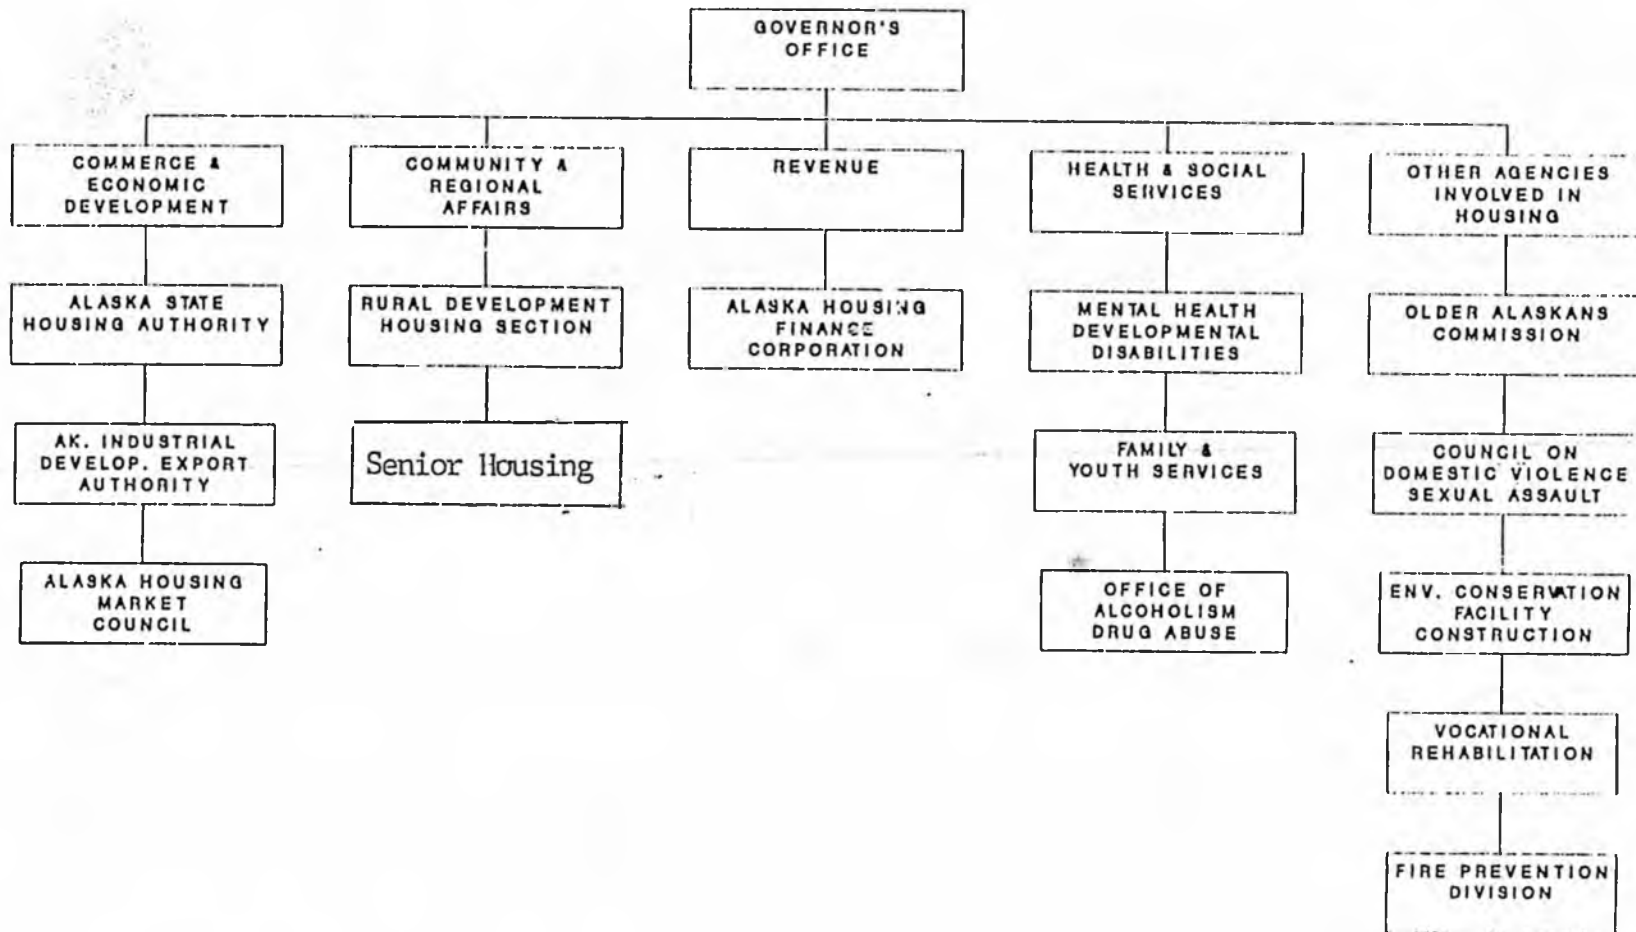 GOVERNOR'S
OFFICE
COMMERCE &
ECONOMIC
DEVELOPMENT
COMMUNITY &
REGIONAL
AFFAIRS
REVENUE
HEALTH & SOCIAL
SERVICES
OTHER AGENCIES
INVOLVED IN
HOUSING
ALASKA STATE
HOUSING AUTHORITY
RURAL DEVELOPMENT
HOUSING SECTION
ALASKA HOUSING
FINANCE
CORPORATION
MENTAL HEALTH
DEVELOPMENTAL
DISABILITIES
OLDER ALASKANS
COMMISSION
AK. INDUSTRIAL
DEVELOP. EXPORT
AUTHORITY
Senior Housing
FAMILY &
YOUTH SERVICES
COUNCIL ON
DOMESTIC VIOLENCE
SEXUAL ASSAULT
ALASKA HOUSING
MARKET
COUNCIL
OFFICE OF
ALCOHOLISM
DRUG ABUSE
ENV. CONSERVATION
FACILITY
CONSTRUCTION
VOCATIONAL
REHABILITATION
FIRE PREVENTION
DIVISION